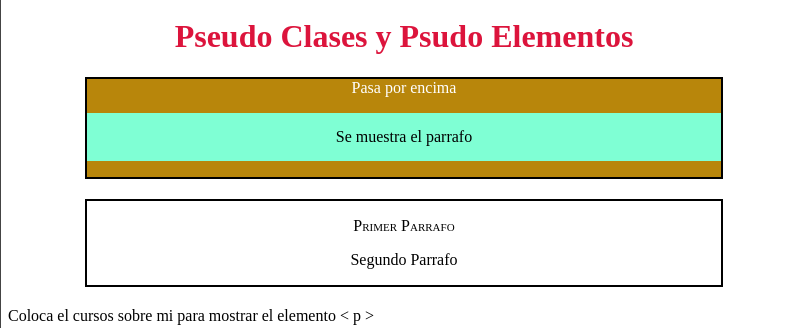 Pseudo Clases y Psudo Elementos
Pasa por encima
Se muestra el parrafo
Primer Parrafo
Segundo Parrafo
Coloca el cursos sobre mi para mostrar el elemento < p >